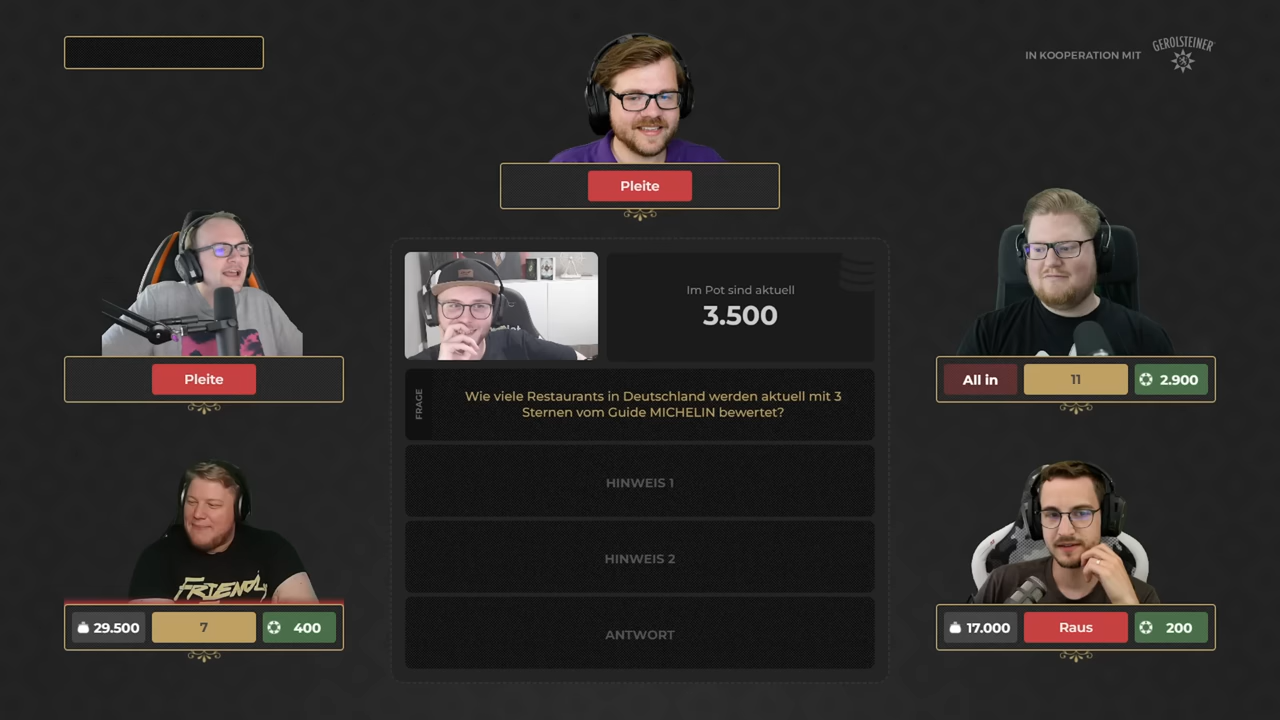 IN KOOPERATION MIT
GEROLSTEINER
Pleite
Pleite
Im Pot sind aktuell
3.500
All in
11
2.900
FRAGE
Wie viele Restaurants in Deutschland werden aktuell mit 3
Sternen vom Guide MICHELIN bewertet?
HINWEIS 1
HINWEIS 2
ANTWORT
FRIENDLY
29.500
7
400
17.000
Raus
200